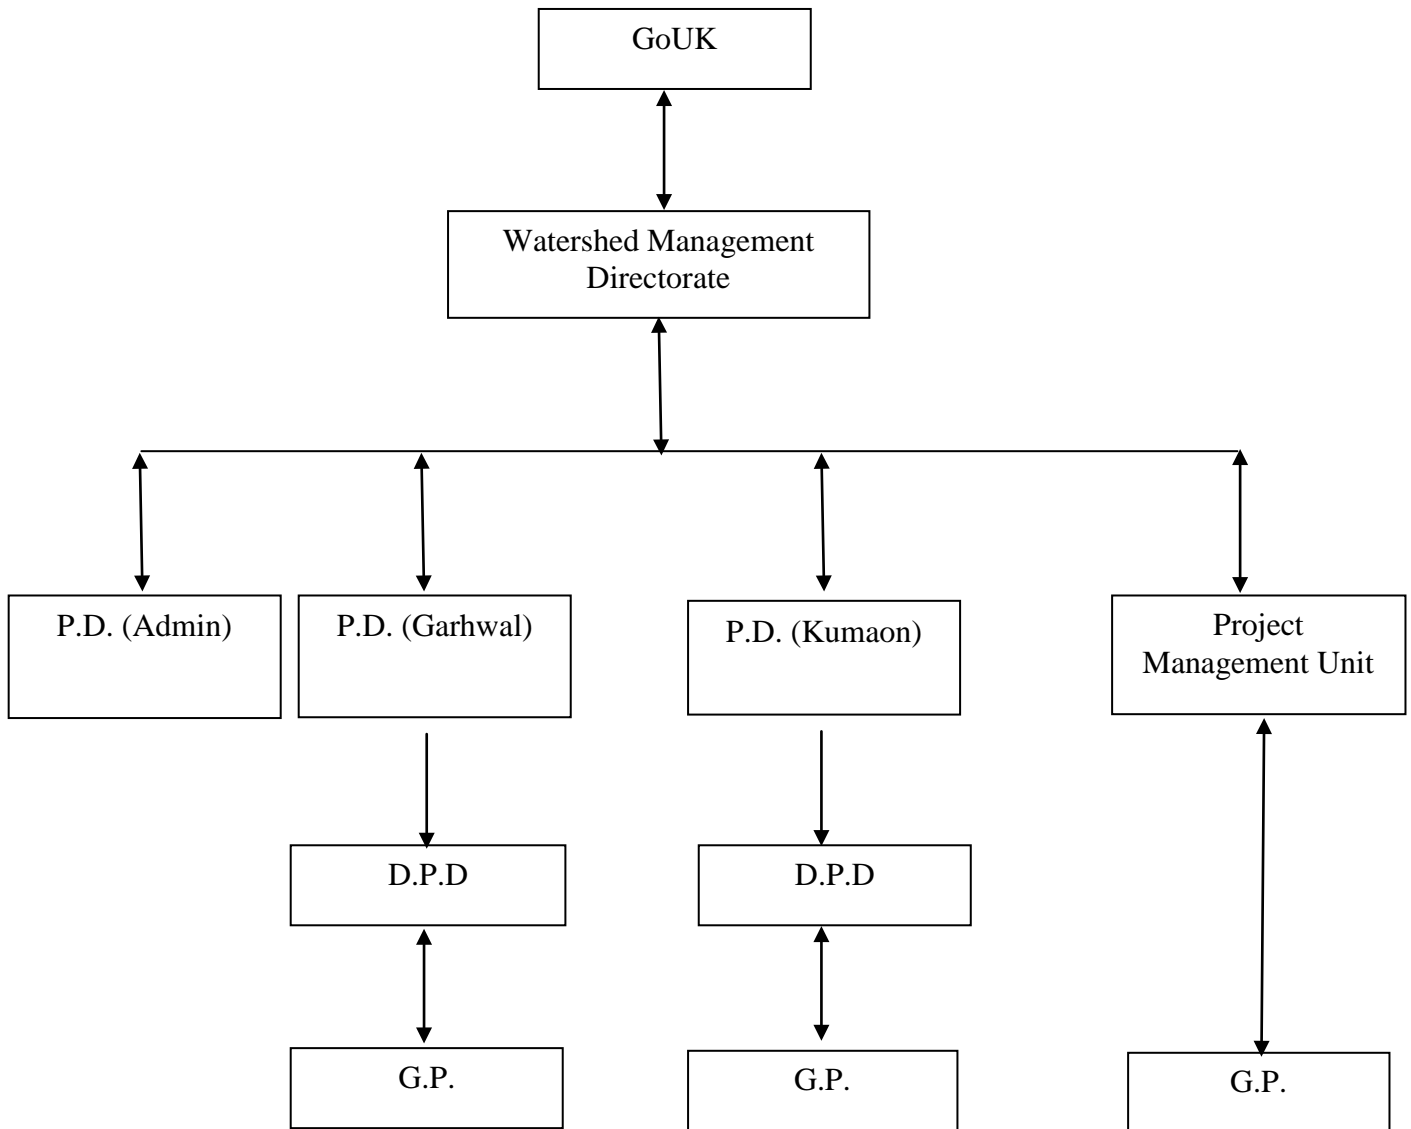 GoUK
Watershed Management
Directorate
P.D. (Admin)
P.D. (Garhwal)
P.D. (Kumaon)
Project
Management Unit
D.P.D
D.P.D
G.P.
G.P.
G.P.